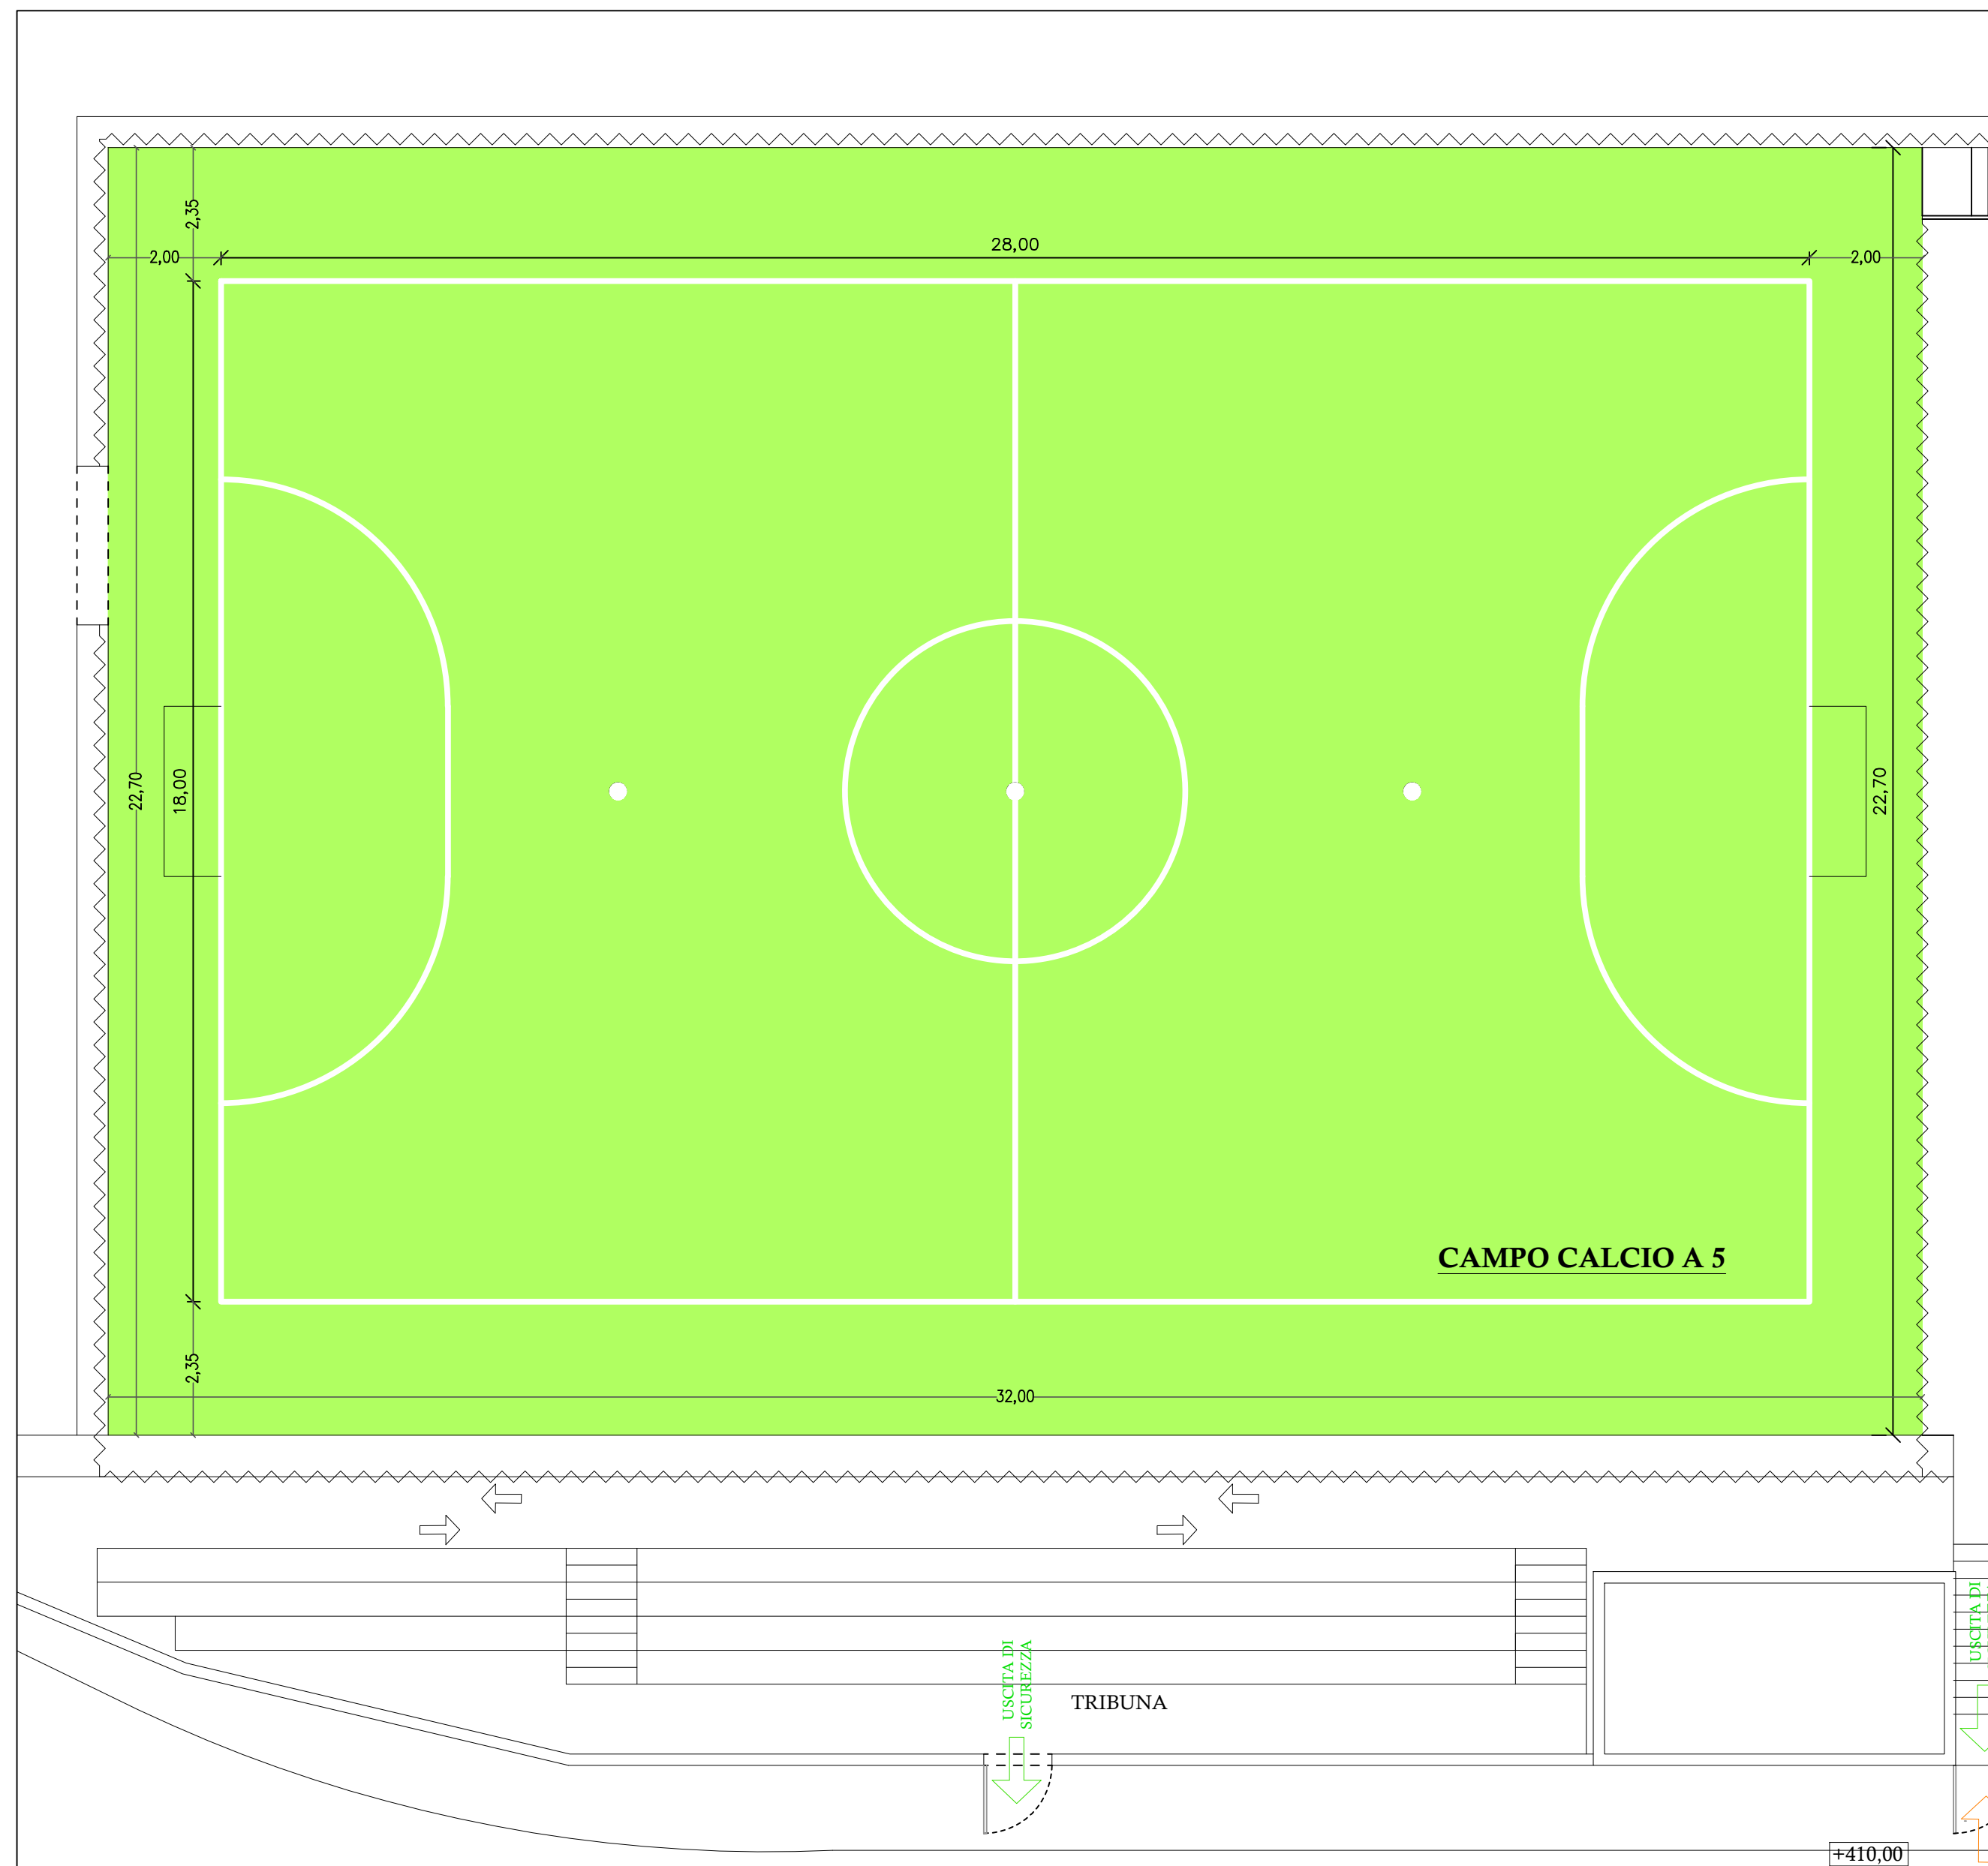 2,35
28,00
2,00
2,00
22,70
18,00
22,70
CAMPO CALCIO A 5
2,35
32,00
USCITA DI
SICUREZZA
TRIBUNA
USCITA DI
+410,00